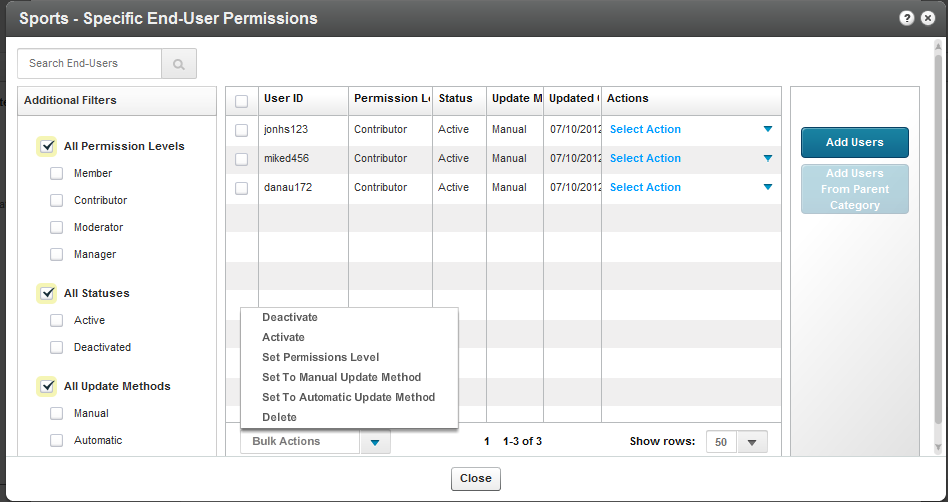 Sports - Specific End-User Permissions
?
Search End-Users
Additional Filters
All Permission Levels
Member
Contributor
Moderator
Manager
All Statuses
Active
Deactivated
All Update Methods
Manual
Automatic
User ID Permission Le Status Update M Updated Actions
jonhs123 Contributor Active Manual 07/10/2012 Select Action
miked456 Contributor Active Manual 07/10/2012 Select Action
danau172 Contributor Active Manual 07/10/2012 Select Action
Deactivate
Activate
Set Permissions Level
Set To Manual Update Method
Set To Automatic Update Method
Delete
Bulk Actions
1 1-3 of 3
Show rows: 50
Add Users
Add Users
From Parent
Category
Close